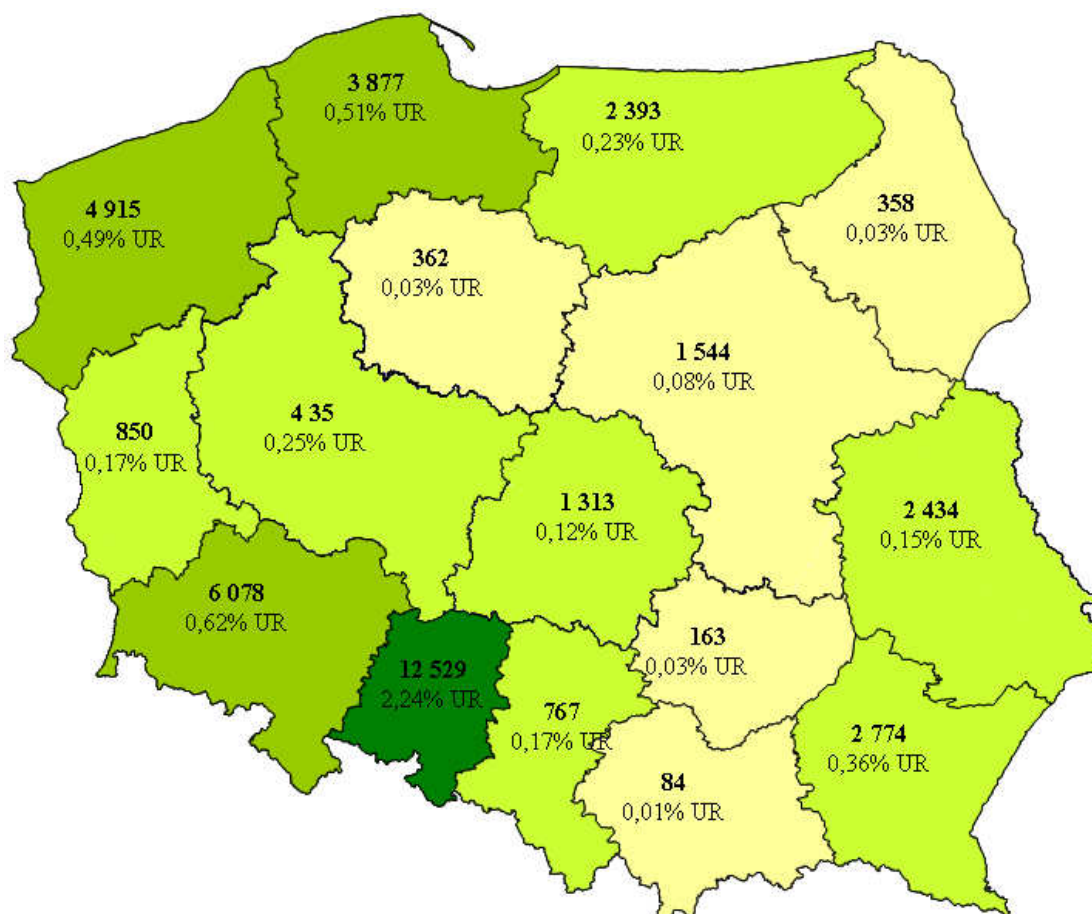 3 877
0,51% UR
2 393
0,23% UR
4 915
0,49% UR
358
0,03% UR
362
0,03% UR
1 544
0,08% UR
850
0,17% UR
4 35
0,25% UR
1 313
0,12% UR
2 434
0,15% UR
6 078
0,62% UR
163
0,03% UR
12 529
2,24% UR
767
0,17% UR
2 774
0,36% UR
84
0,01% UR